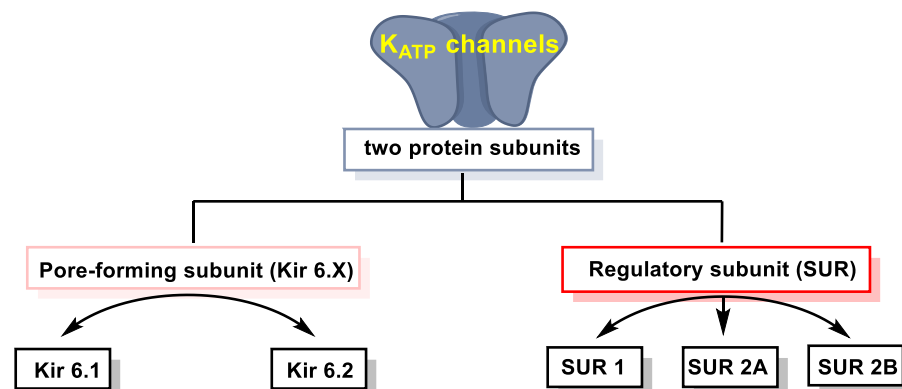 K_ATP channels
two protein subunits
Pore-forming subunit (Kir 6.X)
Regulatory subunit (SUR)
Kir 6.1
Kir 6.2
SUR 1
SUR 2A
SUR 2B